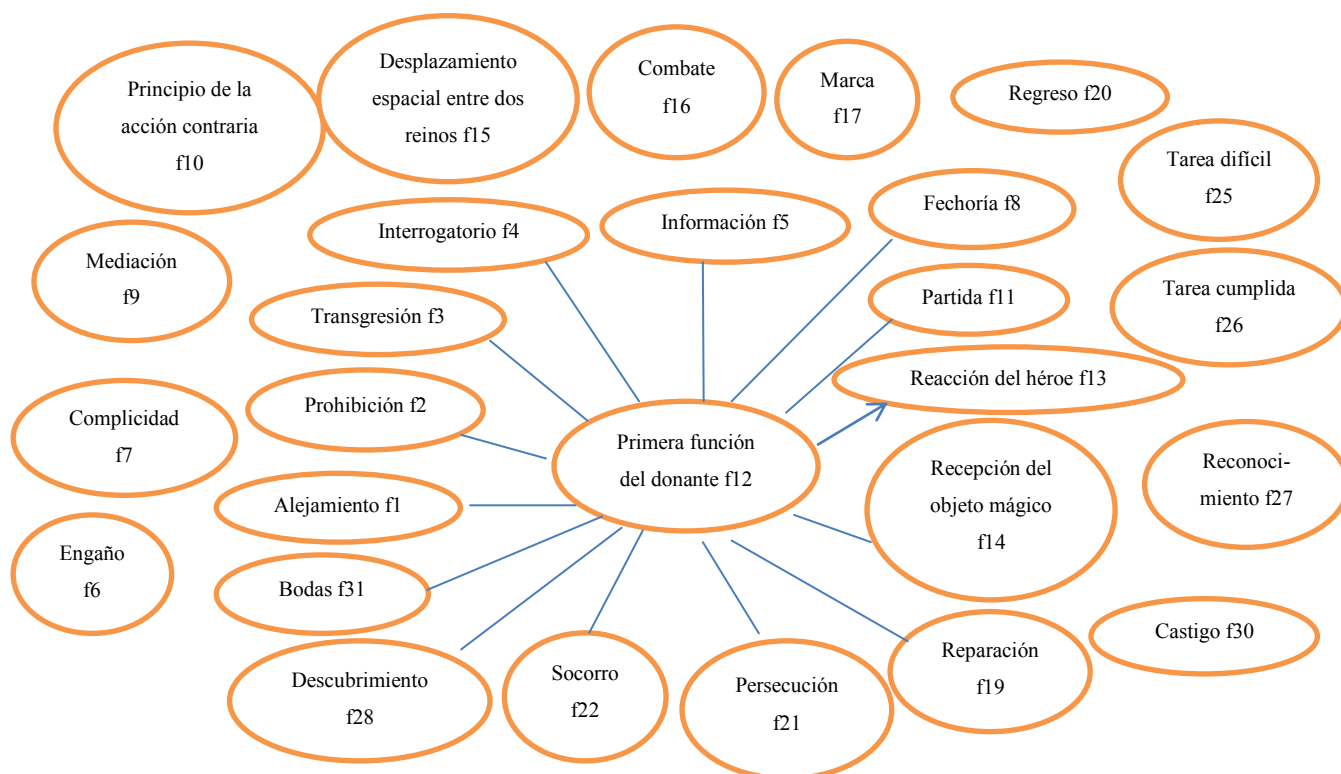 Principio de la
acción contraria
f10
Desplazamiento
espacial entre dos
reinos f15
Combate
f16
Marca
f17
Regreso f20
Tarea difícil
f25
Interrogatorio f4
Información f5
Fechoría f8
Mediación
f9
Transgresión f3
Partida f11
Tarea cumplida
f26
Reacción del héroe f13
Complicidad
f7
Prohibición f2
Primera función
del donante f12
Recepción del
objeto mágico
f14
Reconoci-
miento f27
Alejamiento f1
Engaño
f6
Bodas f31
Descubrimiento
f28
Socorro
f22
Persecución
f21
Reparación
f19
Castigo f30